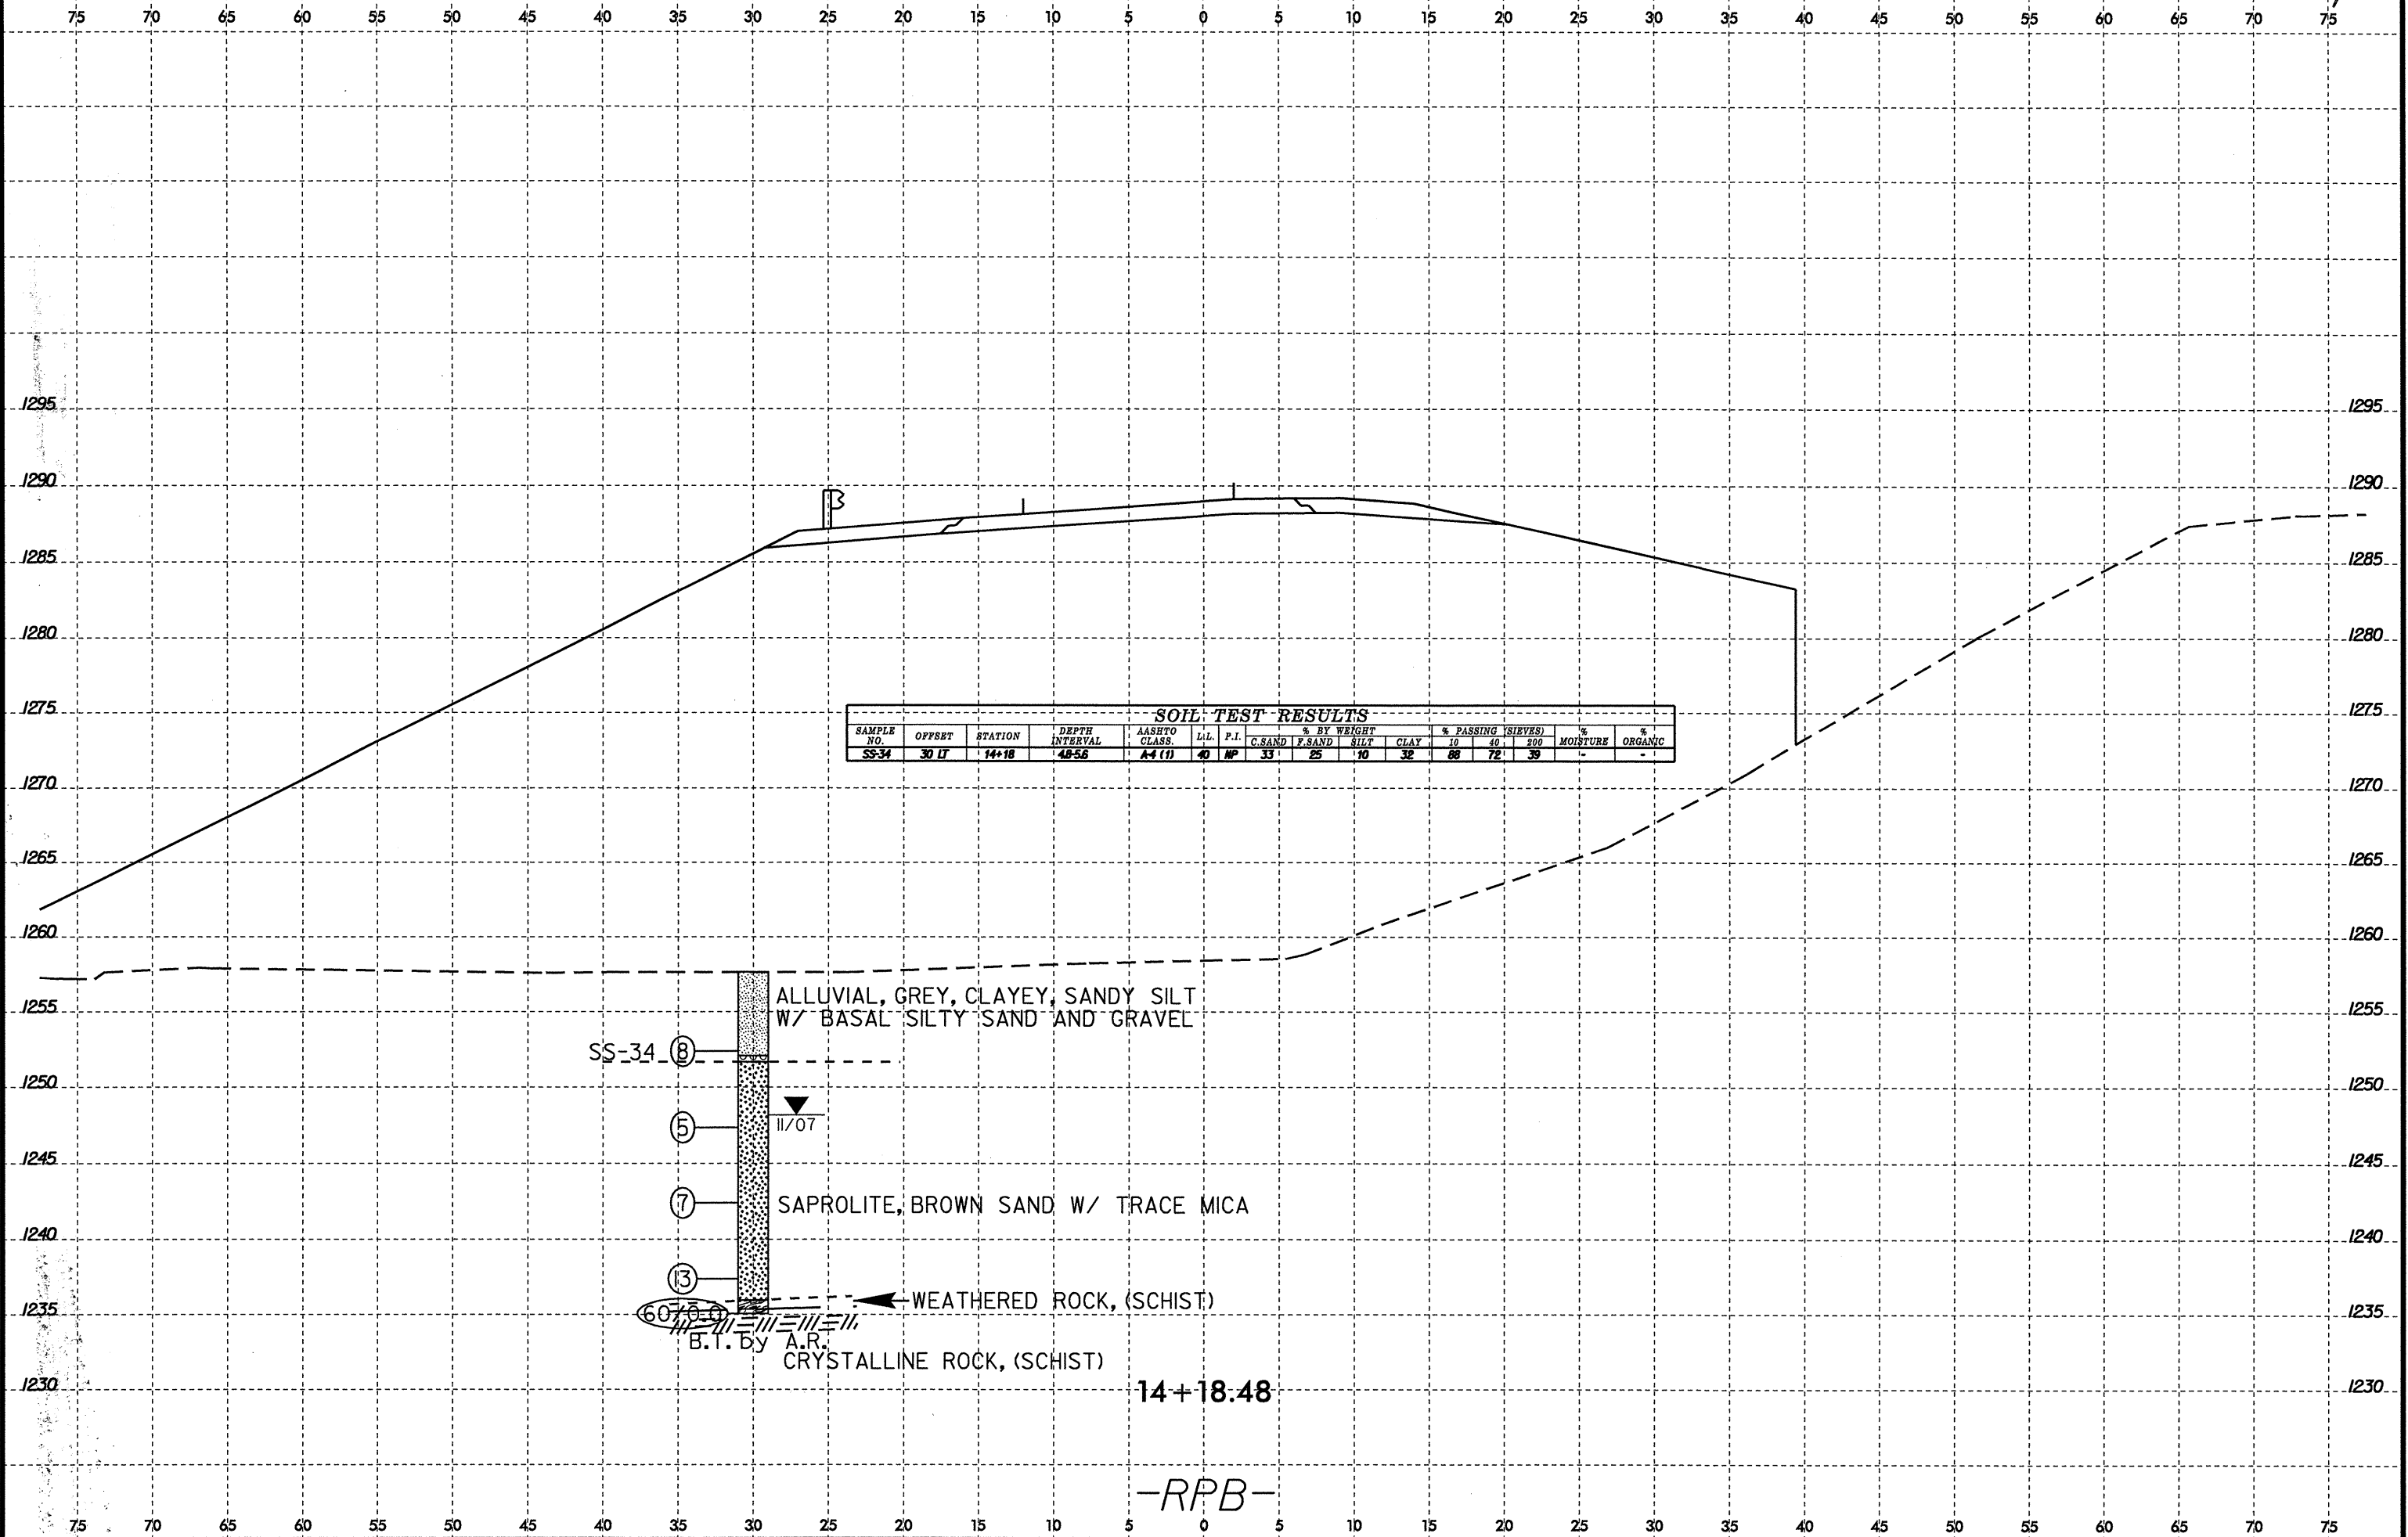 75 70 65 60 55 50 45 40 35 30 25 20 15 10 5 0 5 10 15 20 25 30 35 40 45 50 55 60 65 70 75
1295 1295
1290 1290
1285 1285
1280 1280
1275 1275
SOIL TEST RESULTS
SAMPLE NO. OFFSET STATION DEPTH INTERVAL AASHTO CLASS. L.L. P.I. % BY WEIGHT % PASSING (SIEVES) % MOISTURE % ORGANIC
C.SAND F.SAND SILT CLAY 10 40 200
SS-34 30 LT 14+18 4.8-5.6 A-4 (1) 40 NP 33 25 10 32 88 72 39 - -
1270 1270
1265 1265
1260 1260
ALLUVIAL, GREY, CLAYEY, SANDY SILT
1255 W/ BASAL SILTY SAND AND GRAVEL 1255
SS-34 8
1250 1250
5 11/07
1245 1245
7 SAPROLITE, BROWN SAND W/ TRACE MICA
1240 1240
13
WEATHERED ROCK, (SCHIST)
1235 60/0.0 1235
B.T. by A.R.
CRYSTALLINE ROCK, (SCHIST)
1230 14+18.48 1230
-RPB-
75 70 65 60 55 50 45 40 35 30 25 20 15 10 5 0 5 10 15 20 25 30 35 40 45 50 55 60 65 70 75